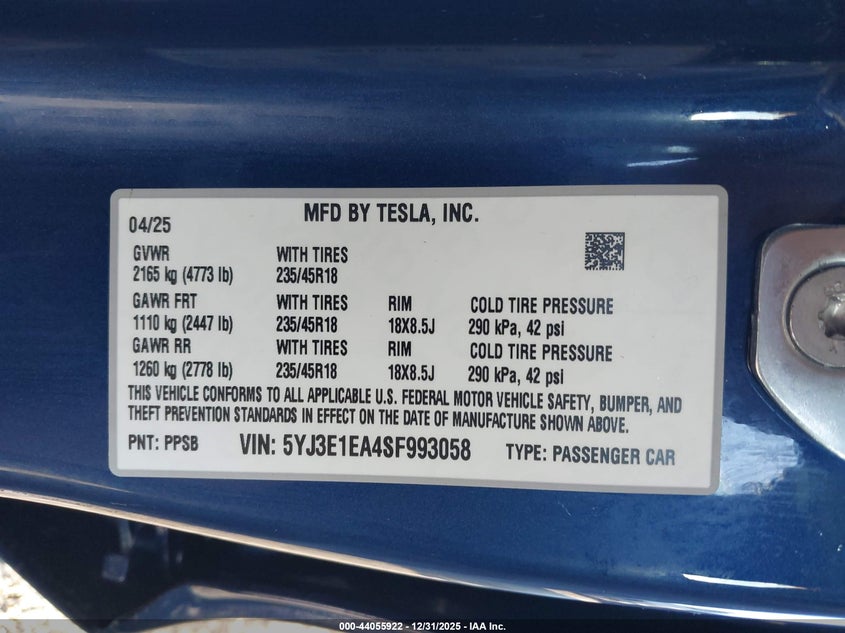 MFD BY TESLA, INC.
04/25
GVWR WITH TIRES
2165 kg (4773 lb) 235/45R18
GAWR FRT WITH TIRES RIM COLD TIRE PRESSURE
1110 kg (2447 lb) 235/45R18 18X8.5J 290 kPa, 42 psi
GAWR RR WITH TIRES RIM COLD TIRE PRESSURE
1260 kg (2778 lb) 235/45R18 18X8.5J 290 kPa, 42 psi
THIS VEHICLE CONFORMS TO ALL APPLICABLE U.S. FEDERAL MOTOR VEHICLE SAFETY, BUMPER, AND
THEFT PREVENTION STANDARDS IN EFFECT ON THE DATE OF MANUFACTURE SHOWN ABOVE.
PNT: PPSB VIN: 5YJ3E1EA4SF993058 TYPE: PASSENGER CAR
000-44055922 - 12/31/2025 - IAA Inc.